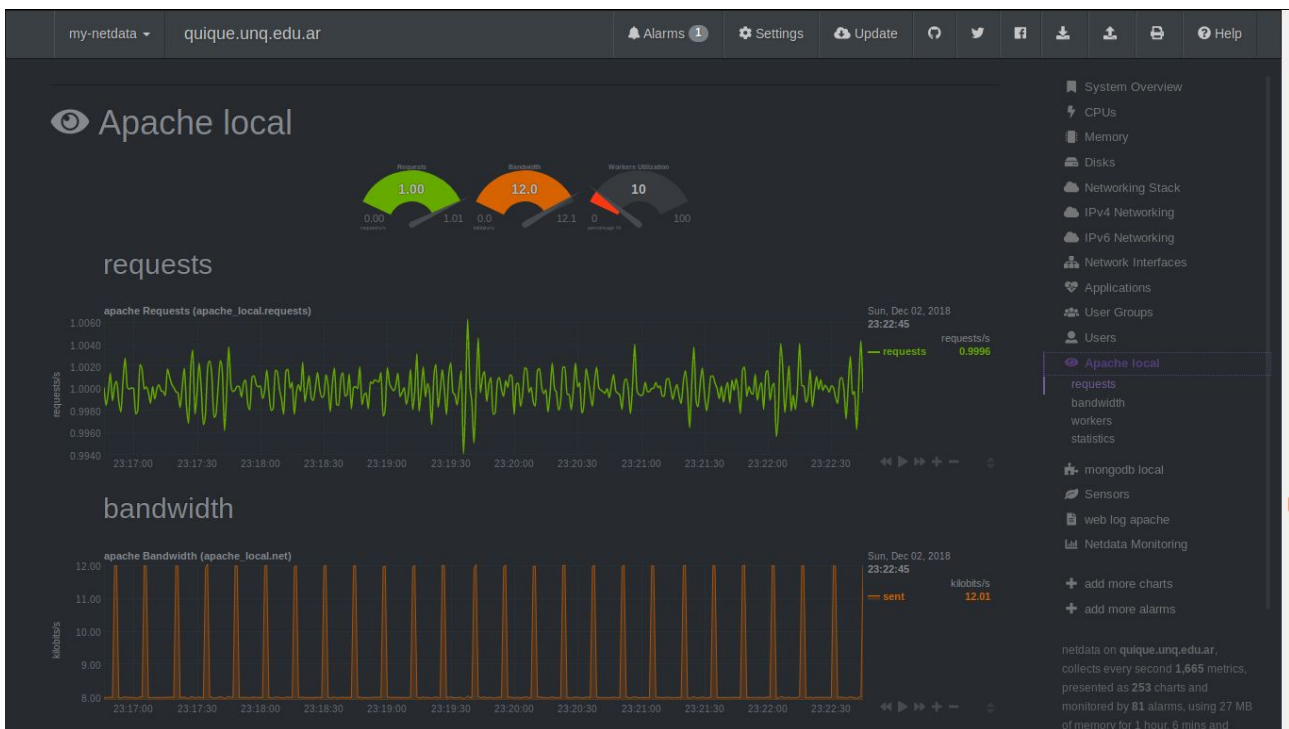 my-netdata
quique.unq.edu.ar
Alarms 1
Settings
Update
Help
Apache local
Requests
1.00
0.00
1.01
requests/s
Bandwidth
12.0
0.0
12.1
kilobits/s
Workers Utilization
10
0
100
percentage %
requests
apache Requests (apache_local.requests)
Sun, Dec 02, 2018
23:22:45
requests/s
requests 0.9996
requests/s
1.0060
1.0040
1.0020
1.0000
0.9980
0.9960
0.9940
23:17:00 23:17:30 23:18:00 23:18:30 23:19:00 23:19:30 23:20:00 23:20:30 23:21:00 23:21:30 23:22:00 23:22:30
bandwidth
apache Bandwidth (apache_local.net)
Sun, Dec 02, 2018
23:22:45
kilobits/s
sent 12.01
kilobits/s
12.00
11.00
10.00
9.00
8.00
23:17:00 23:17:30 23:18:00 23:18:30 23:19:00 23:19:30 23:20:00 23:20:30 23:21:00 23:21:30 23:22:00 23:22:30
System Overview
CPUs
Memory
Disks
Networking Stack
IPv4 Networking
IPv6 Networking
Network Interfaces
Applications
User Groups
Users
Apache local
requests
bandwidth
workers
statistics
mongodb local
Sensors
web log apache
Netdata Monitoring
add more charts
add more alarms
netdata on quique.unq.edu.ar,
collects every second 1,665 metrics,
presented as 253 charts and
monitored by 81 alarms, using 27 MB
of memory for 1 hour, 6 mins and